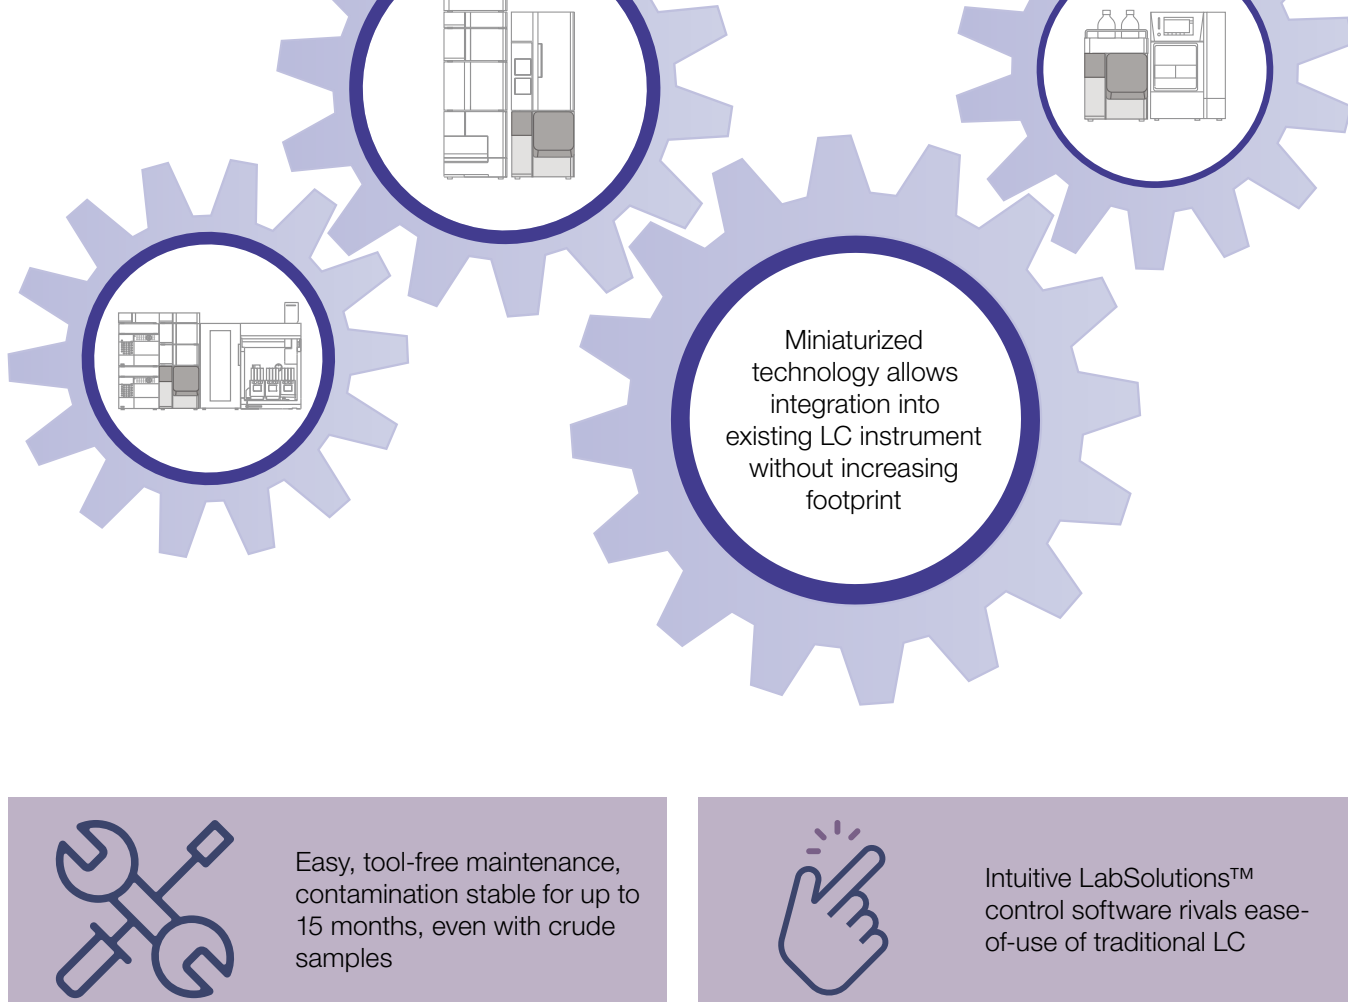 Miniaturized
technology allows
integration into
existing LC instrument
without increasing
footprint
Easy, tool-free maintenance,
contamination stable for up to
15 months, even with crude
samples
Intuitive LabSolutions™
control software rivals ease-
of-use of traditional LC